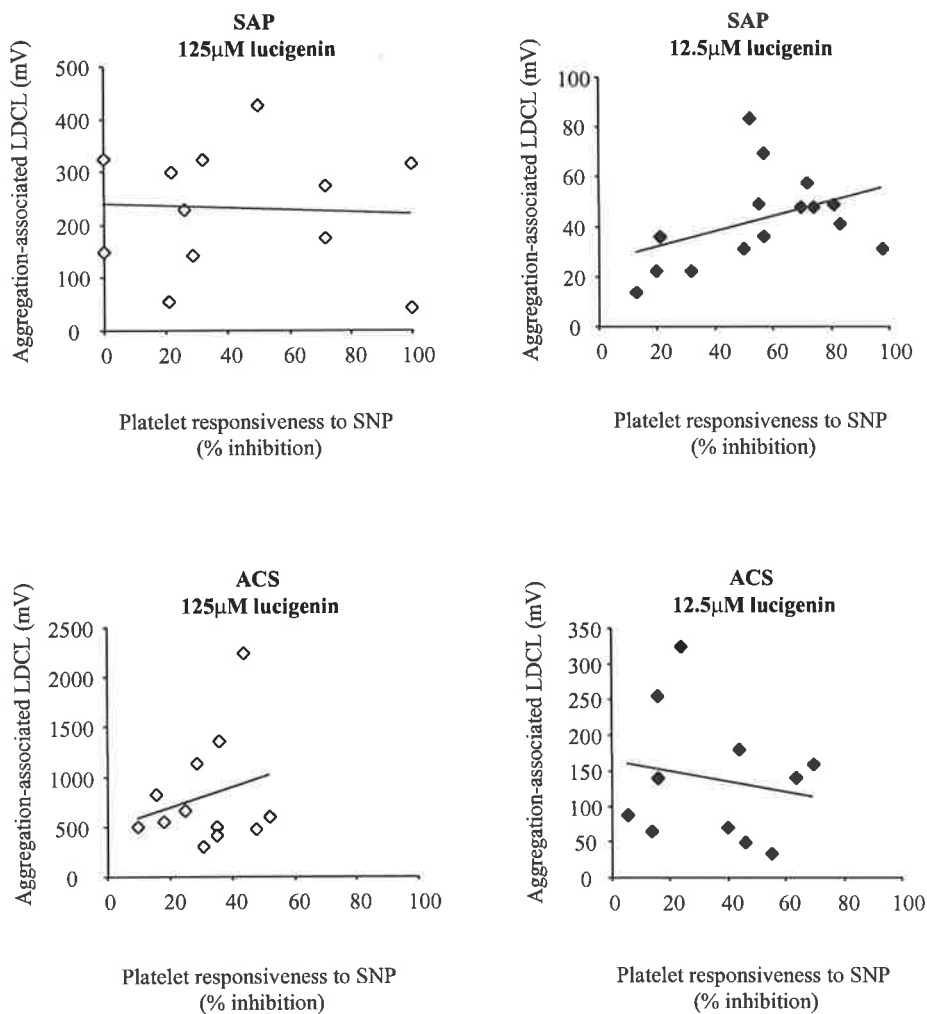 SAP
125µM lucigenin
Aggregation-associated LDCL (mV)
500
400
300
200
100
0
0 20 40 60 80 100
Platelet responsiveness to SNP
(% inhibition)
SAP
12.5µM lucigenin
Aggregation-associated LDCL (mV)
100
80
60
40
20
0
0 20 40 60 80 100
Platelet responsiveness to SNP
(% inhibition)
ACS
125µM lucigenin
Aggregation-associated LDCL (mV)
2500
2000
1500
1000
500
0
0 20 40 60 80 100
Platelet responsiveness to SNP
(% inhibition)
ACS
12.5µM lucigenin
Aggregation-associated LDCL (mV)
350
300
250
200
150
100
50
0
0 20 40 60 80 100
Platelet responsiveness to SNP
(% inhibition)